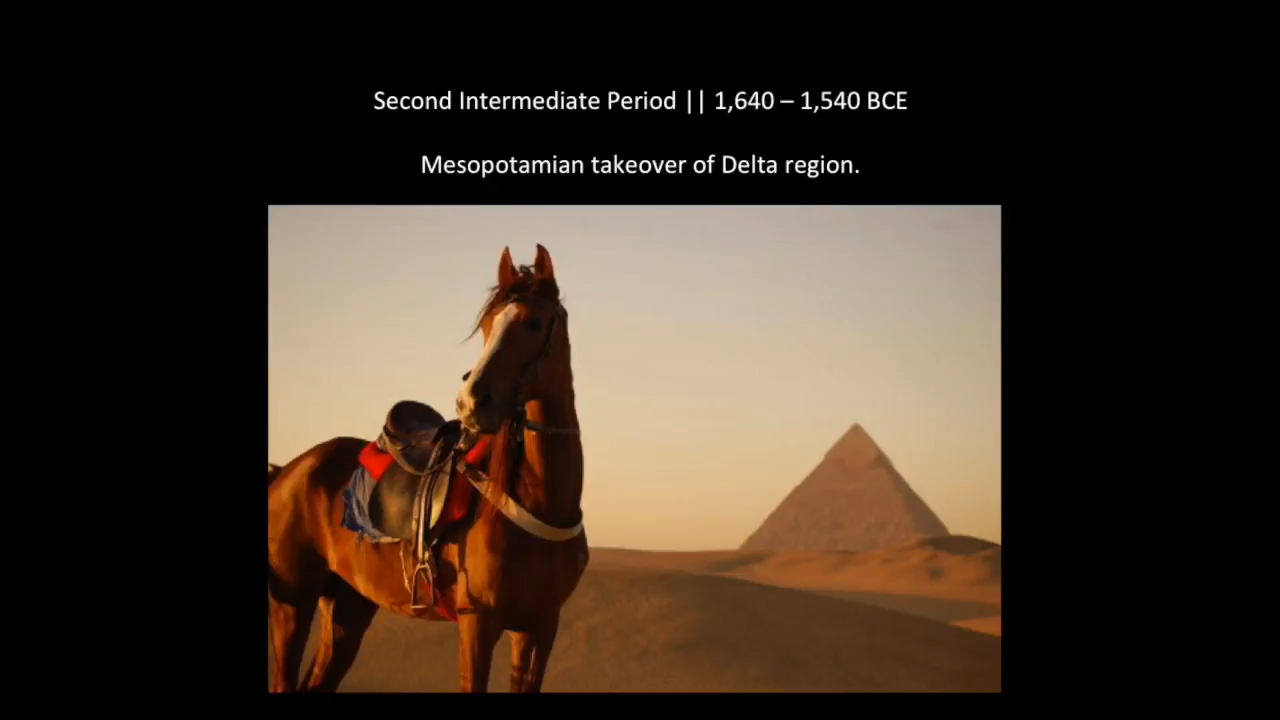 Second Intermediate Period || 1,640 – 1,540 BCE
Mesopotamian takeover of Delta region.